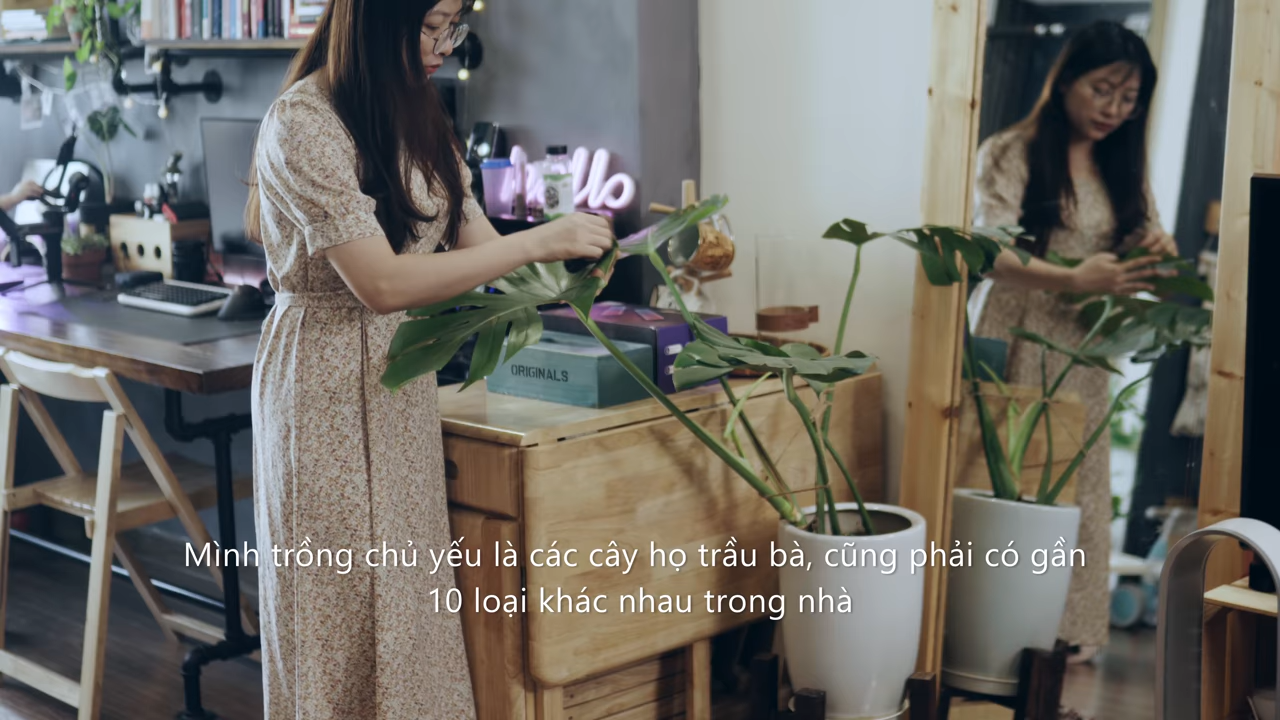 hello
ORIGINALS
Mình trồng chủ yếu là các cây họ trầu bà, cũng phải có gần
10 loại khác nhau trong nhà